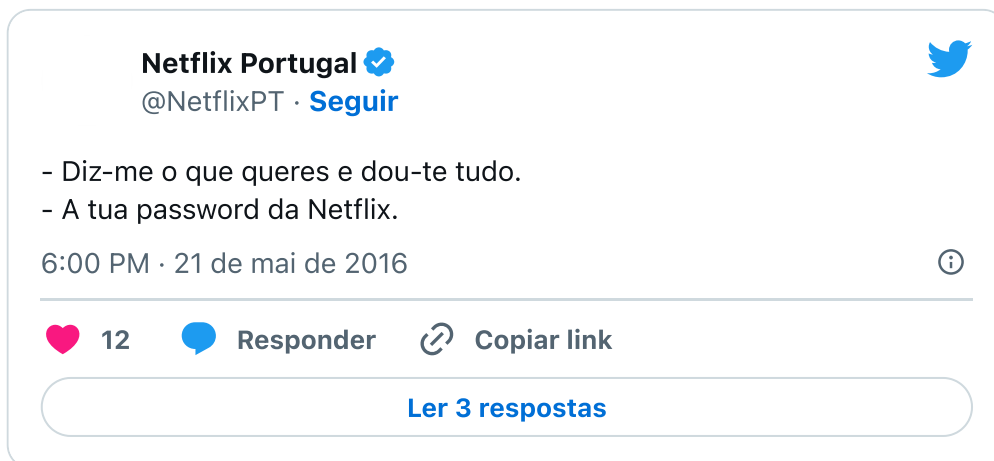 Netflix Portugal
@NetflixPT · Seguir
- Diz-me o que queres e dou-te tudo.
- A tua password da Netflix.
6:00 PM · 21 de mai de 2016
12 Responder Copiar link
Ler 3 respostas